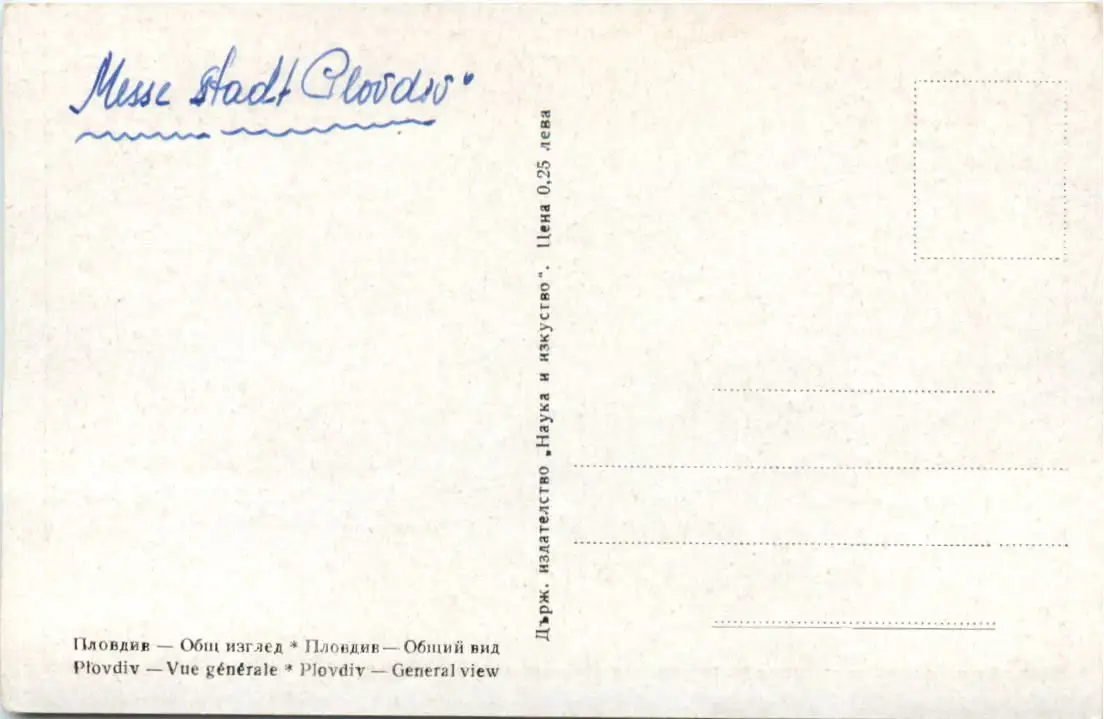 Messe stadt Plovdiv"
Държ. издателство „Наука и изкуство“. Цена 0,25 лева
Пловдив — Общ изглед * Пловдив — Общий вид
Plovdiv — Vue générale * Plovdiv — General view